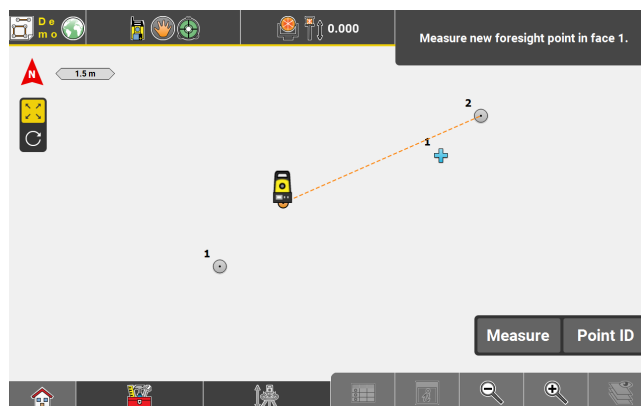 De
mo
0.000
Measure new foresight point in face 1.
N
1.5 m
2
1
1
Measure
Point ID